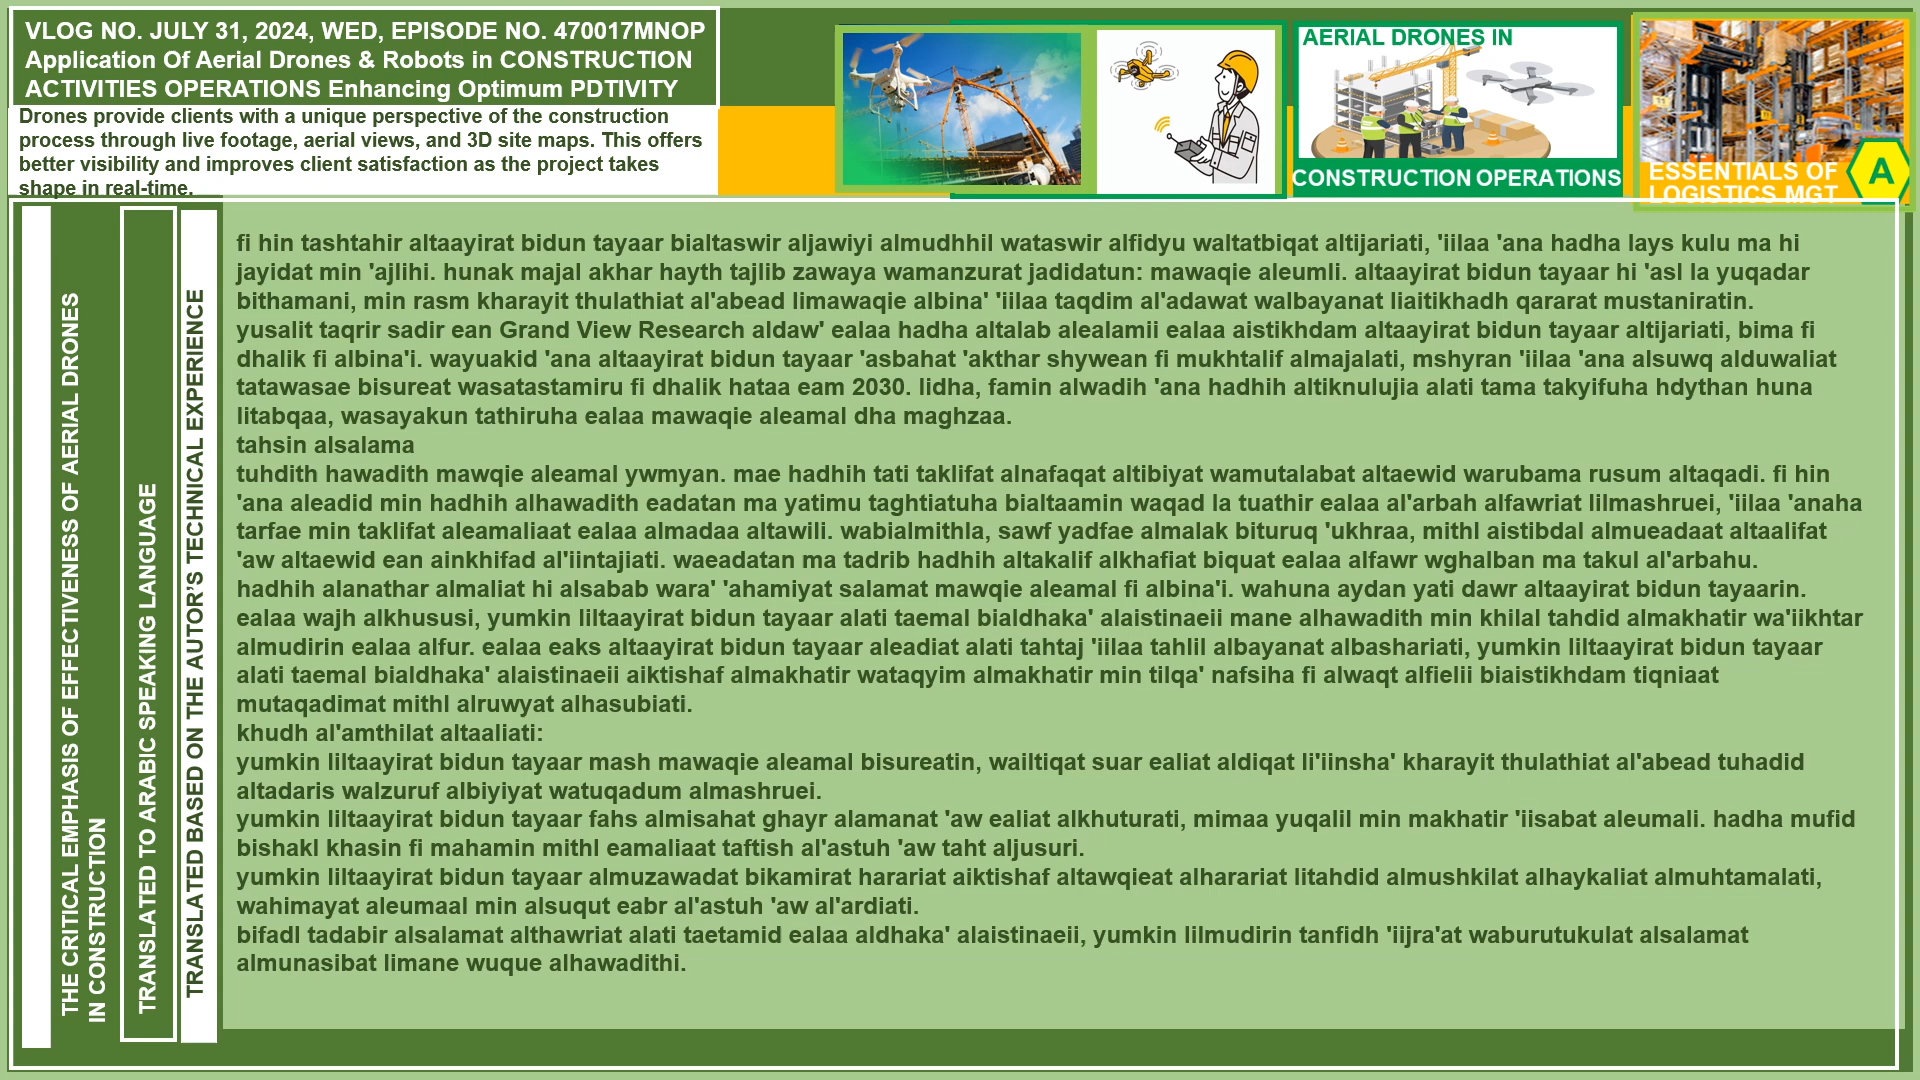 VLOG NO. JULY 31, 2024, WED, EPISODE NO. 470017MNOP
Application Of Aerial Drones & Robots in CONSTRUCTION
ACTIVITIES OPERATIONS Enhancing Optimum PDTIVITY
Drones provide clients with a unique perspective of the construction
process through live footage, aerial views, and 3D site maps. This offers
better visibility and improves client satisfaction as the project takes
shape in real-time.
AERIAL DRONES IN
CONSTRUCTION OPERATIONS
ESSENTIALS OF
LOGISTICS MGT
A
THE CRITICAL EMPHASIS OF EFFECTIVENESS OF AERIAL DRONES
IN CONSTRUCTION
TRANSLATED TO ARABIC SPEAKING LANGUAGE
TRANSLATED BASED ON THE AUTOR'S TECHNICAL EXPERIENCE
fi hin tashtahir altaayirat bidun tayaar bialtaswir aljawiyi almudhhil wataswir alfidyu waltatbiqat altijariati, 'iilaa 'ana hadha lays kulu ma hi
jayidat min 'ajlihi. hunak majal akhar hayth tajlib zawaya wamanzurat jadidatun: mawaqie aleumli. altaayirat bidun tayaar hi 'asl la yuqadar
bithamani, min rasm kharayit thulathiat al'abead limawaqie albina' 'iilaa taqdim al'adawat walbayanat liaitikhadh qararat mustaniratin.
yusalit taqrir sadir ean Grand View Research aldaw' ealaa hadha altalab alealamii ealaa aistikhdam altaayirat bidun tayaar altijariati, bima fi
dhalik fi albina'i. wayuakid 'ana altaayirat bidun tayaar 'asbahat 'akthar shywean fi mukhtalif almajalati, mshyran 'iilaa 'ana alsuwq alduwaliat
tatawasae bisureat wasatastamiru fi dhalik hataa eam 2030. lidha, famin alwadih 'ana hadhih altiknulujia alati tama takyifuha hdythan huna
litabqaa, wasayakun tathiruha ealaa mawaqie aleamal dha maghzaa.
tahsin alsalama
tuhdith hawadith mawqie aleamal ywmyan. mae hadhih tati taklifat alnafaqat altibiyat wamutalabat altaewid warubama rusum altaqadi. fi hin
'ana aleadid min hadhih alhawadith eadatan ma yatimu taghtiatuha bialtaamin waqad la tuathir ealaa al'arbah alfawriat lilmashruei, 'iilaa 'anaha
tarfae min taklifat aleamaliaat ealaa almadaa altawili. wabialmithla, sawf yadfae almalak bituruq 'ukhraa, mithl aistibdal almueadaat altaalifat
'aw altaewid ean ainkhifad al'iintajiati. waeadatan ma tadrib hadhih altakalif alkhafiat biquat ealaa alfawr wghalban ma takul al'arbahu.
hadhih alanathar almaliat hi alsabab wara' 'ahamiyat salamat mawqie aleamal fi albina'i. wahuna aydan yati dawr altaayirat bidun tayaarin.
ealaa wajh alkhususi, yumkin liltaayirat bidun tayaar alati taemal bialdhaka' alaistinaeii mane alhawadith min khilal tahdid almakhatir wa'iikhtar
almudirin ealaa alfur. ealaa eaks altaayirat bidun tayaar aleadiat alati tahtaj 'iilaa tahlil albayanat albashariati, yumkin liltaayirat bidun tayaar
alati taemal bialdhaka' alaistinaeii aiktishaf almakhatir wataqyim almakhatir min tilqa' nafsiha fi alwaqt alfielii biaistikhdam tiqniaat
mutaqadimat mithl alruwyat alhasubiati.
khudh al'amthilat altaaliati:
yumkin liltaayirat bidun tayaar mash mawaqie aleamal bisureatin, wailtiqat suar ealiat aldiqat li'iinsha' kharayit thulathiat al'abead tuhadid
altadaris walzuruf albiyiyat watuqadum almashruei.
yumkin liltaayirat bidun tayaar fahs almisahat ghayr alamanat 'aw ealiat alkhuturati, mimaa yuqalil min makhatir 'iisabat aleumali. hadha mufid
bishakl khasin fi mahamin mithl eamaliaat taftish al'astuh 'aw taht aljusuri.
yumkin liltaayirat bidun tayaar almuzawadat bikamirat harariat aiktishaf altawqieat alharariat litahdid almushkilat alhaykaliat almuhtamalati,
wahimayat aleumaal min alsuqut eabr al'astuh 'aw al'ardiati.
bifadl tadabir alsalamat althawriat alati taetamid ealaa aldhaka' alaistinaeii, yumkin lilmudirin tanfidh 'iijra'at waburutukulat alsalamat
almunasibat limane wuque alhawadithi.